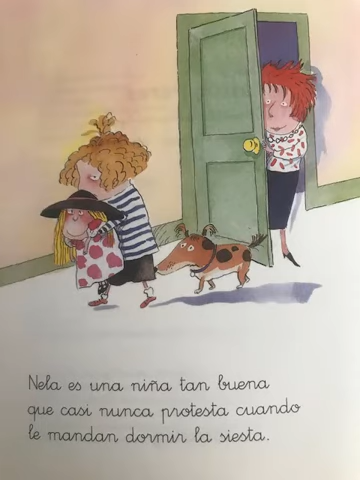 Nela es una niña tan buena
que casi nunca protesta cuando
le mandan dormir la siesta.